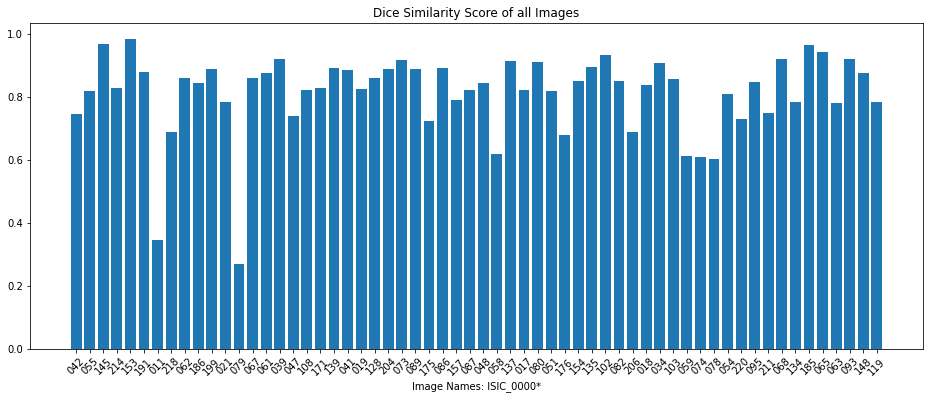 Dice Similarity Score of all Images
1.0
0.8
0.6
0.4
0.2
0.0
042 055 145 114 153 191 011 218 062 186 199 021 079 067 061 039 047 108 171 139 041 019 128 204 073 089 175 086 157 087 048 058 137 017 080 051 176 154 135 102 082 206 018 034 103 059 074 078 054 220 095 211 068 134 185 065 063 093 148 119
Image Names: ISIC_0000*